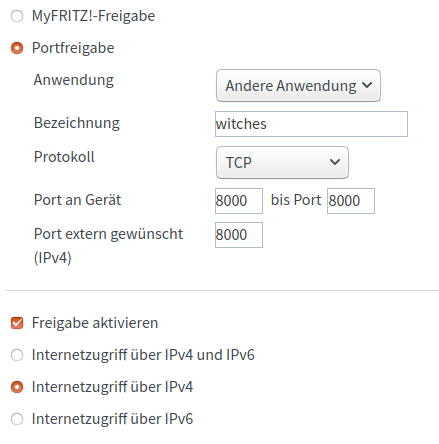 MyFRITZ!-Freigabe
Portfreigabe
Anwendung Andere Anwendung
Bezeichnung witches
Protokoll TCP
Port an Gerät 8000 bis Port 8000
Port extern gewünscht 8000
(IPv4)
Freigabe aktivieren
Internetzugriff über IPv4 und IPv6
Internetzugriff über IPv4
Internetzugriff über IPv6